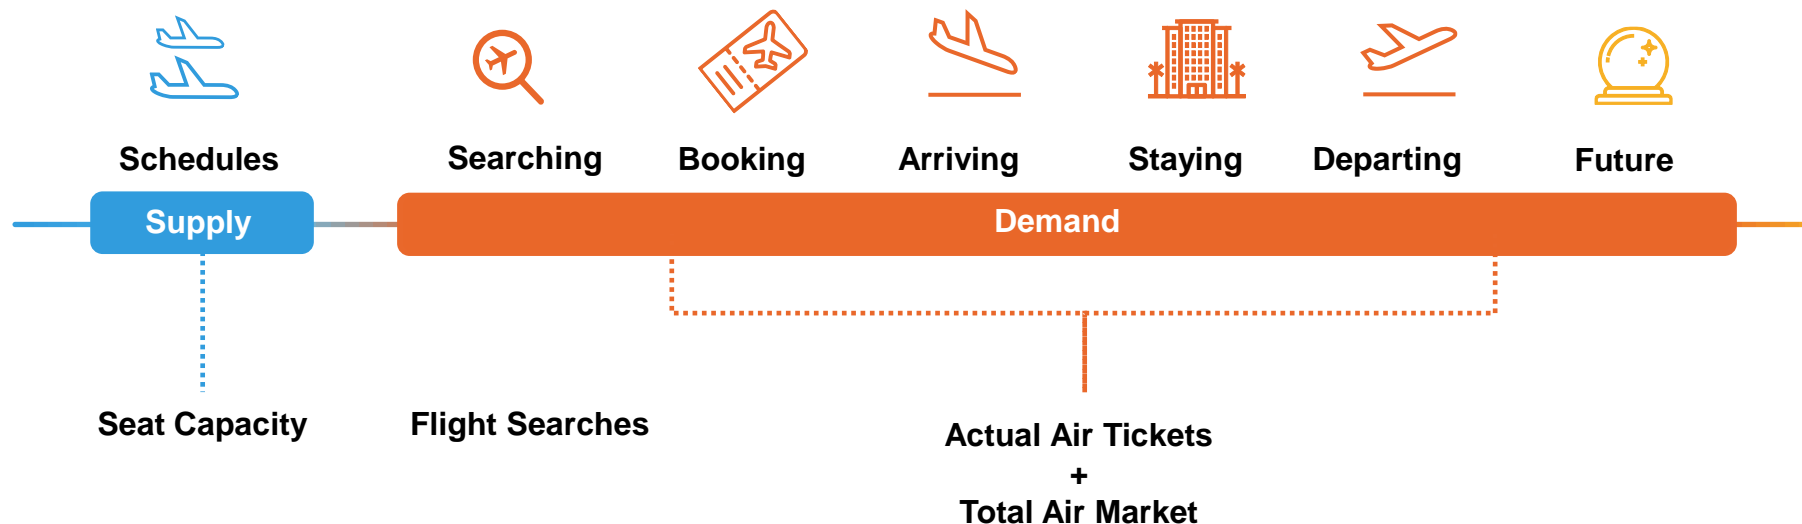 Schedules
Searching
Booking
Arriving
Staying
Departing
Future
Supply
Demand
Seat Capacity
Flight Searches
Actual Air Tickets
+
Total Air Market